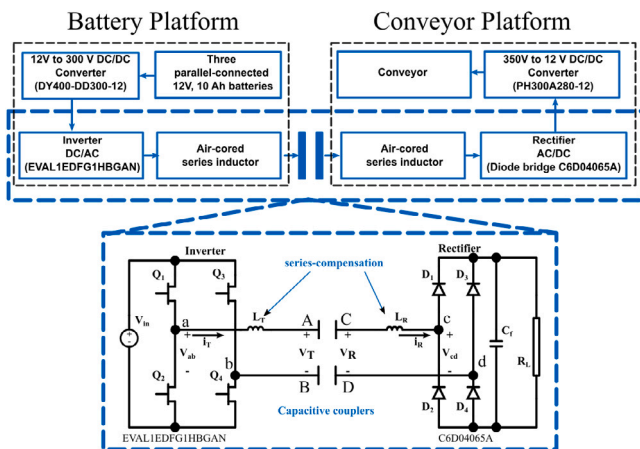 Battery Platform
Conveyor Platform
12V to 300 V DC/DC
Converter
(DY400-DD300-12)
Three
parallel-connected
12V, 10 Ah batteries
Conveyor
350V to 12 V DC/DC
Converter
(PH300A280-12)
Inverter
DC/AC
(EVAL1EDFG1HBGAN)
Air-cored
series inductor
Air-cored
series inductor
Rectifier
AC/DC
(Diode bridge C6D04065A)
Inverter
series-compensation
Rectifier
Q1
Q3
D1
D3
LT
A
C
LR
c
a
Vin
+
-
+
Vab
-
iT
b
+
VT
-
+
VR
-
iR
+
Vcd
-
d
Cf
RL
Q2
Q4
B
D
D2
D4
Capacitive couplers
EVAL1EDFG1HBGAN
C6D04065A